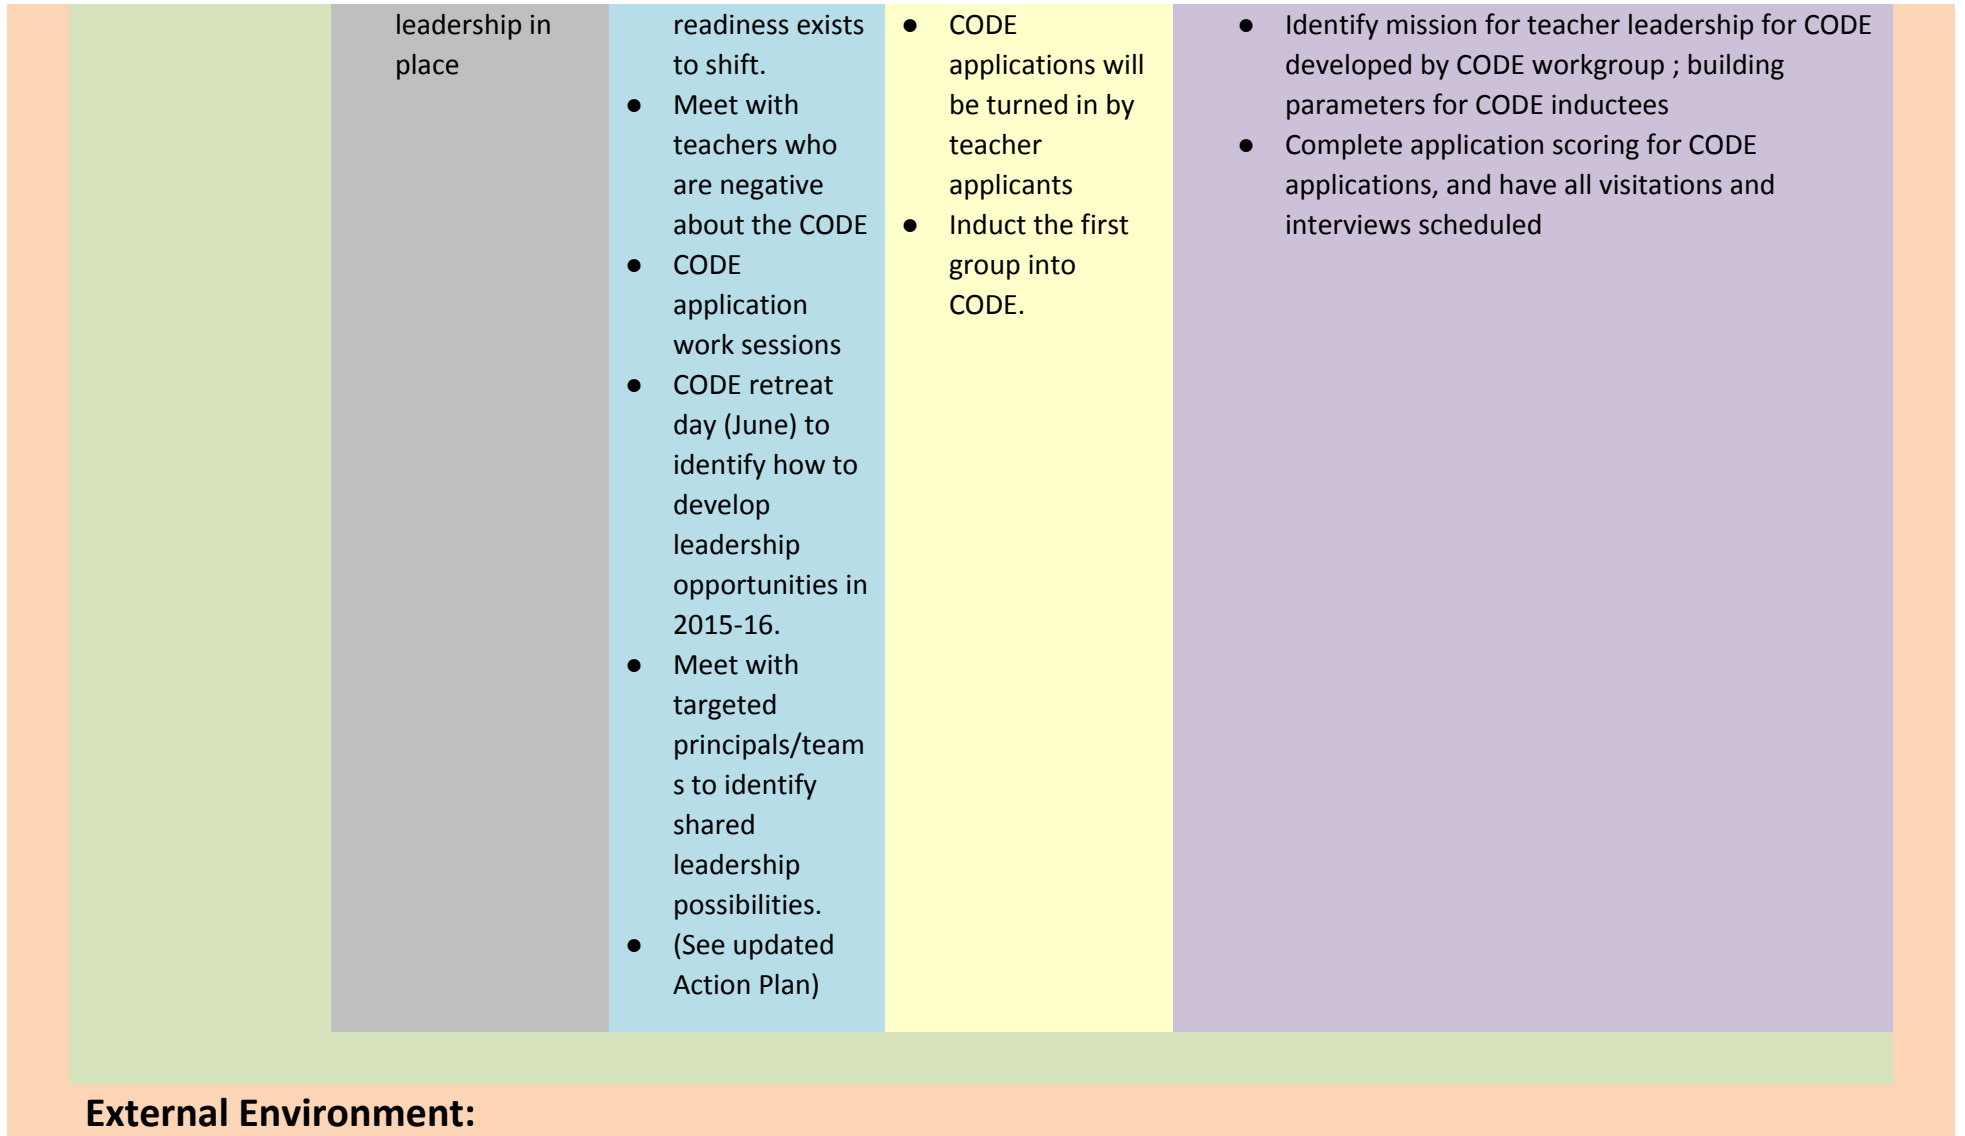 leadership in
place
readiness exists
to shift.
● Meet with
teachers who
are negative
about the CODE
● CODE
application
work sessions
● CODE retreat
day (June) to
identify how to
develop
leadership
opportunities in
2015-16.
● Meet with
targeted
principals/team
s to identify
shared
leadership
possibilities.
● (See updated
Action Plan)
● CODE
applications will
be turned in by
teacher
applicants
● Induct the first
group into
CODE.
● Identify mission for teacher leadership for CODE
developed by CODE workgroup ; building
parameters for CODE inductees
● Complete application scoring for CODE
applications, and have all visitations and
interviews scheduled
External Environment: